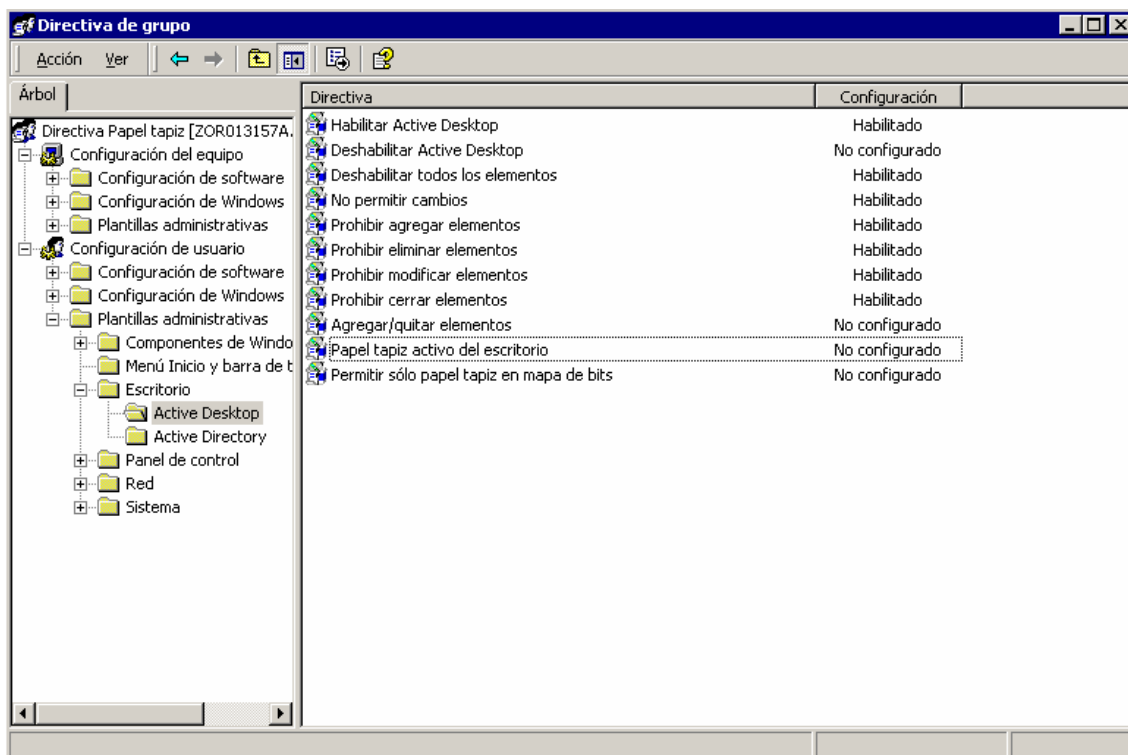 Directiva de grupo
Acción Ver
Árbol
Directiva Papel tapiz [ZOR013157A.
Configuración del equipo
Configuración de software
Configuración de Windows
Plantillas administrativas
Configuración de usuario
Configuración de software
Configuración de Windows
Plantillas administrativas
Componentes de Windo
Menú Inicio y barra de t
Escritorio
Active Desktop
Active Directory
Panel de control
Red
Sistema
Directiva Configuración
Habilitar Active Desktop Habilitado
Deshabilitar Active Desktop No configurado
Deshabilitar todos los elementos Habilitado
No permitir cambios Habilitado
Prohibir agregar elementos Habilitado
Prohibir eliminar elementos Habilitado
Prohibir modificar elementos Habilitado
Prohibir cerrar elementos Habilitado
Agregar/quitar elementos No configurado
Papel tapiz activo del escritorio No configurado
Permitir sólo papel tapiz en mapa de bits No configurado